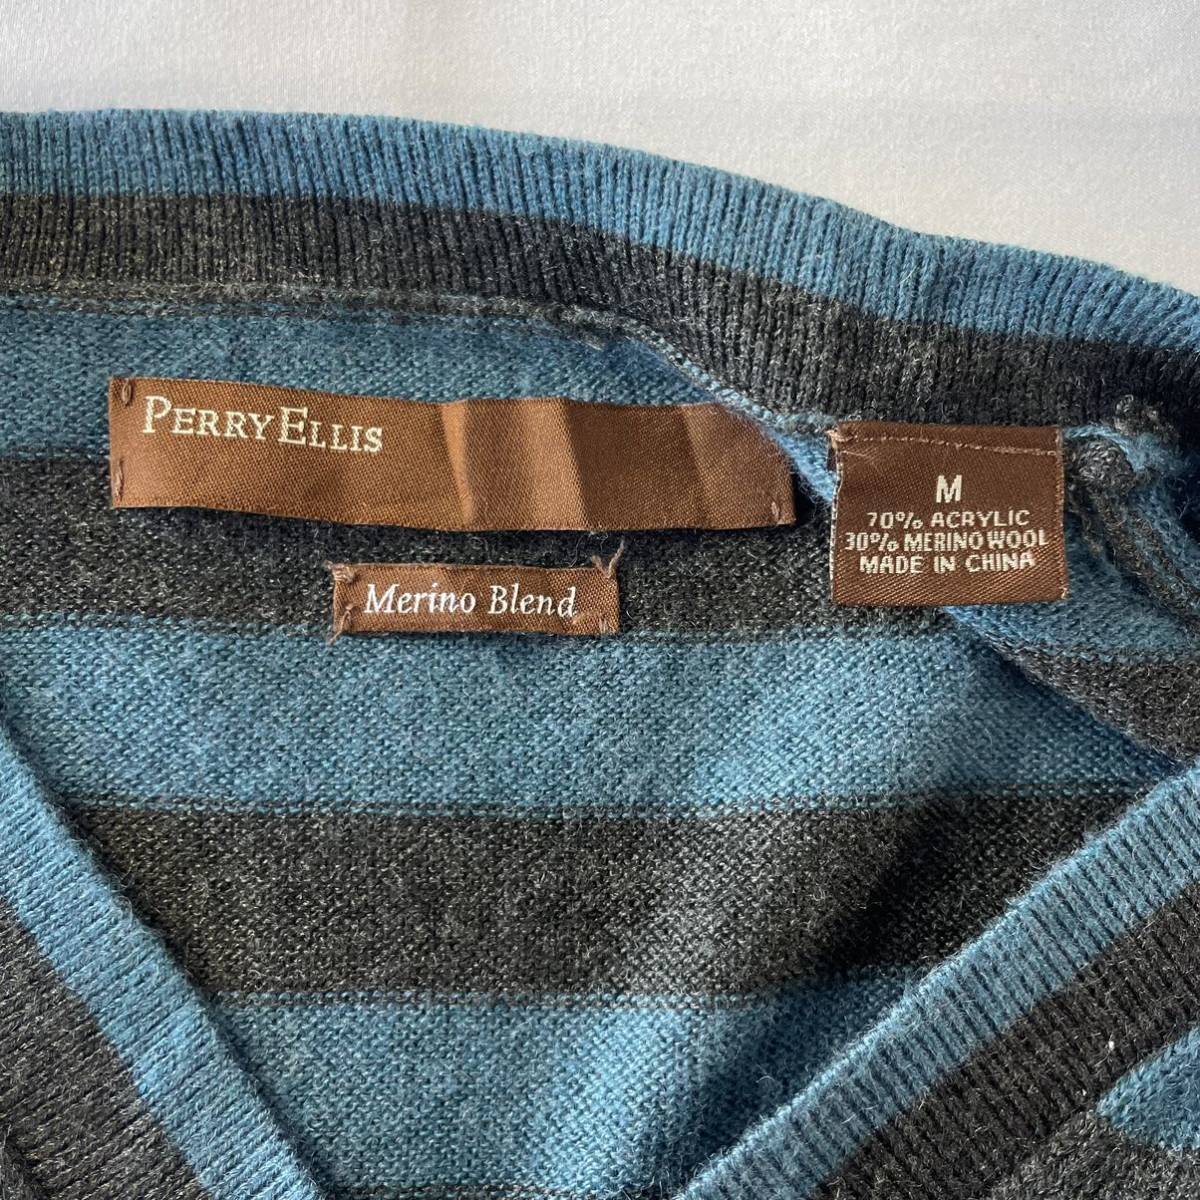 PERRY ELLIS
Merino Blend
M
70% ACRYLIC
30% MERINO WOOL
MADE IN CHINA